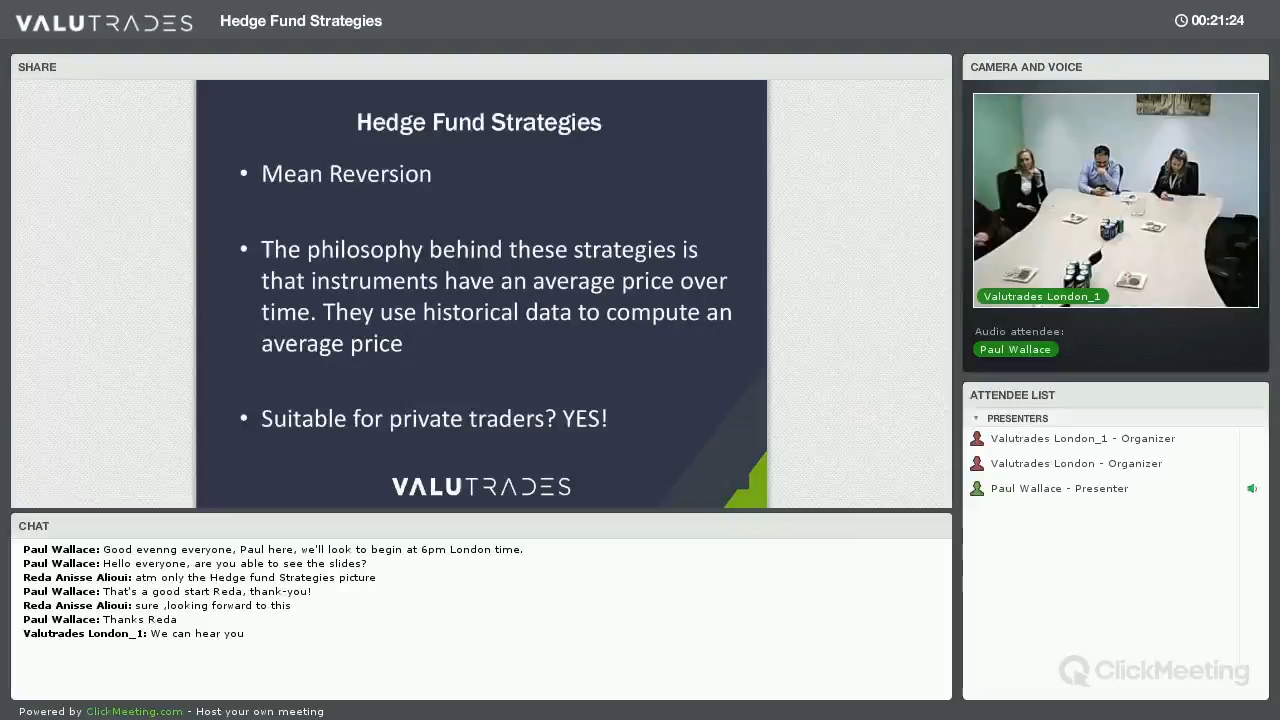 VALUTRADES
Hedge Fund Strategies
00:21:24
SHARE
Hedge Fund Strategies
• Mean Reversion
• The philosophy behind these strategies is
that instruments have an average price over
time. They use historical data to compute an
average price
• Suitable for private traders? YES!
VALUTRADES
CHAT
Paul Wallace: Good evenng everyone, Paul here, we'll look to begin at 6pm London time.
Paul Wallace: Hello everyone, are you able to see the slides?
Reda Anisse Alioui: atm only the Hedge fund Strategies picture
Paul Wallace: That's a good start Reda, thank-you!
Reda Anisse Alioui: sure ,looking forward to this
Paul Wallace: Thanks Reda
Valutrades London_1: We can hear you
CAMERA AND VOICE
Valutrades London_1
Audio attendee:
Paul Wallace
ATTENDEE LIST
PRESENTERS
Valutrades London_1 - Organizer
Valutrades London - Organizer
Paul Wallace - Presenter
ClickMeeting
Powered by ClickMeeting.com - Host your own meeting